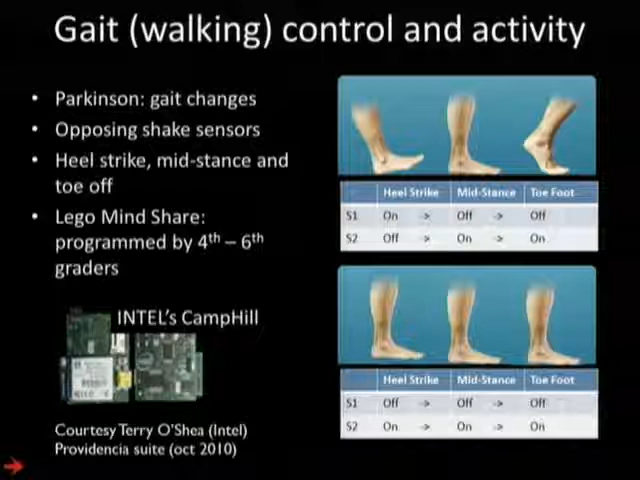 Gait (walking) control and activity
• Parkinson: gait changes
• Opposing shake sensors
• Heel strike, mid-stance and
toe off
• Lego Mind Share:
programmed by 4th – 6th
graders
INTEL's CampHill
Courtesy Terry O'Shea (Intel)
Providencia suite (oct 2010)
Heel Strike Mid-Stance Toe Foot
S1 On -> Off -> Off
S2 Off -> On -> On
Heel Strike Mid-Stance Toe Foot
S1 Off -> Off -> Off
S2 On -> On -> On